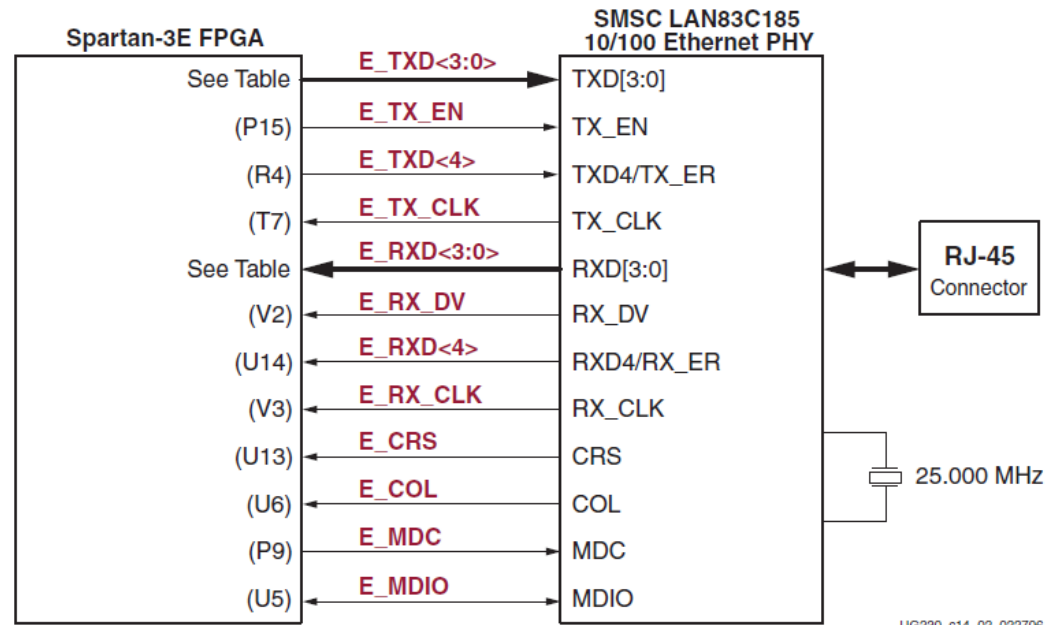 Spartan-3E FPGA
SMSC LAN83C185
10/100 Ethernet PHY
See Table E_TXD<3:0> TXD[3:0]
(P15) E_TX_EN TX_EN
(R4) E_TXD<4> TXD4/TX_ER
(T7) E_TX_CLK TX_CLK
See Table E_RXD<3:0> RXD[3:0]
RJ-45
Connector
(V2) E_RX_DV RX_DV
(U14) E_RXD<4> RXD4/RX_ER
(V3) E_RX_CLK RX_CLK
(U13) E_CRS CRS
25.000 MHz
(U6) E_COL COL
(P9) E_MDC MDC
(U5) E_MDIO MDIO